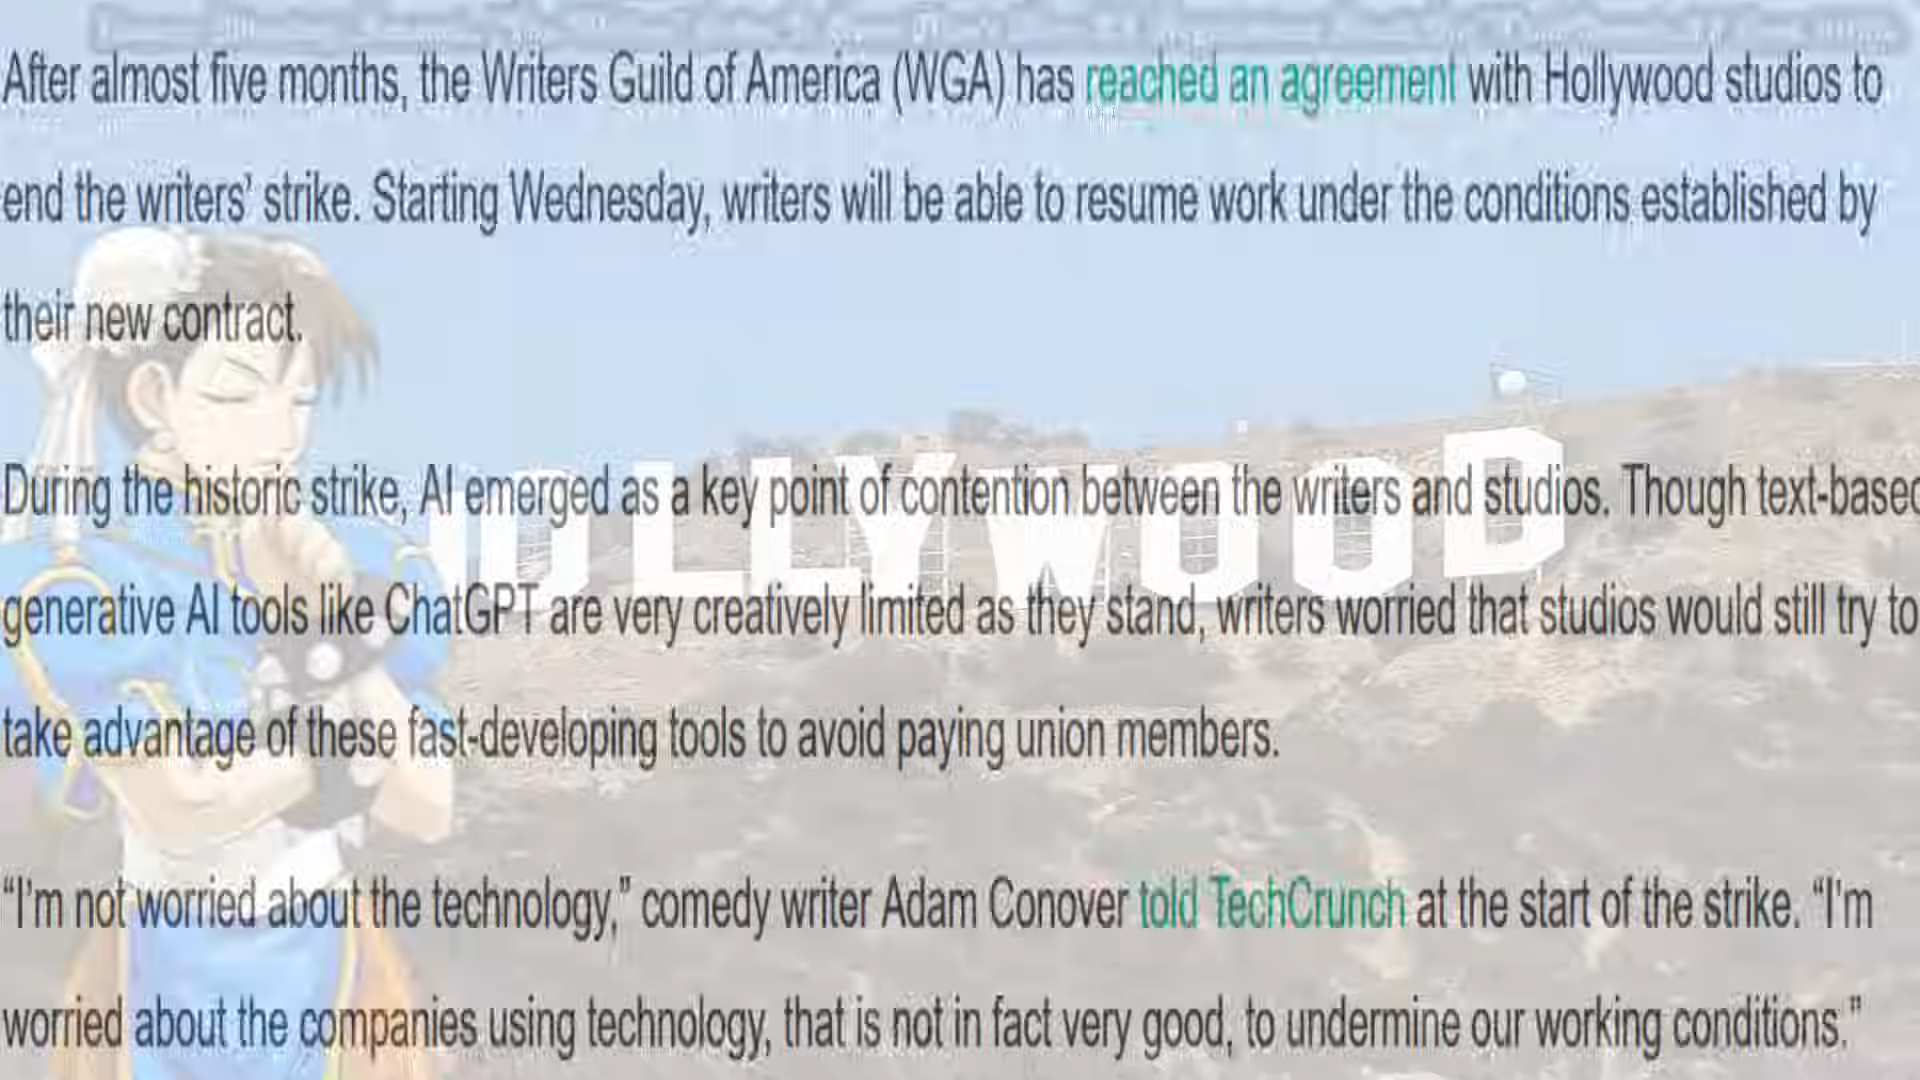 After almost five months, the Writers Guild of America (WGA) has reached an agreement with Hollywood studios to
end the writers’ strike. Starting Wednesday, writers will be able to resume work under the conditions established by
their new contract.
During the historic strike, AI emerged as a key point of contention between the writers and studios. Though text-based
generative AI tools like ChatGPT are very creatively limited as they stand, writers worried that studios would still try to
take advantage of these fast-developing tools to avoid paying union members.
“I’m not worried about the technology,” comedy writer Adam Conover told TechCrunch at the start of the strike. “I’m
worried about the companies using technology, that is not in fact very good, to undermine our working conditions.”
HOLLYWOOD